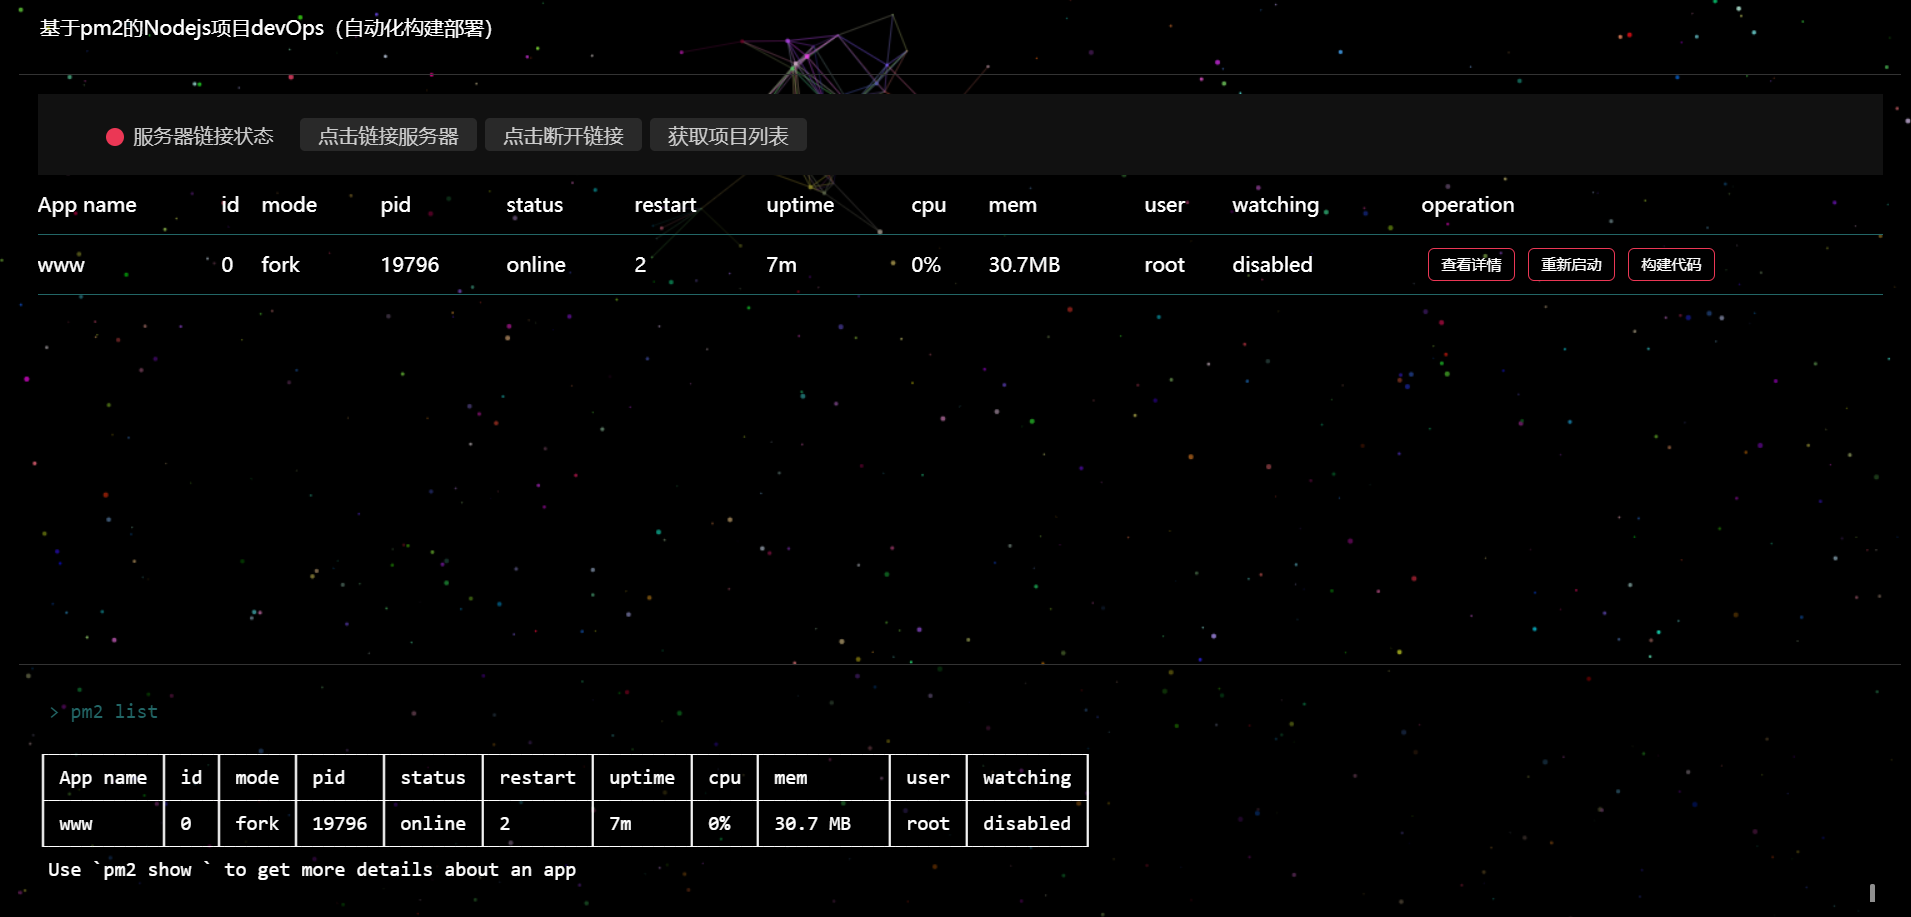 基于pm2的Nodejs项目devOps（自动化构建部署）
服务器链接状态 点击链接服务器 点击断开链接 获取项目列表
App name id mode pid status restart uptime cpu mem user watching operation
www 0 fork 19796 online 2 7m 0% 30.7MB root disabled 查看详情 重新启动 构建代码
> pm2 list
App name id mode pid status restart uptime cpu mem user watching
www 0 fork 19796 online 2 7m 0% 30.7 MB root disabled
Use `pm2 show ` to get more details about an app